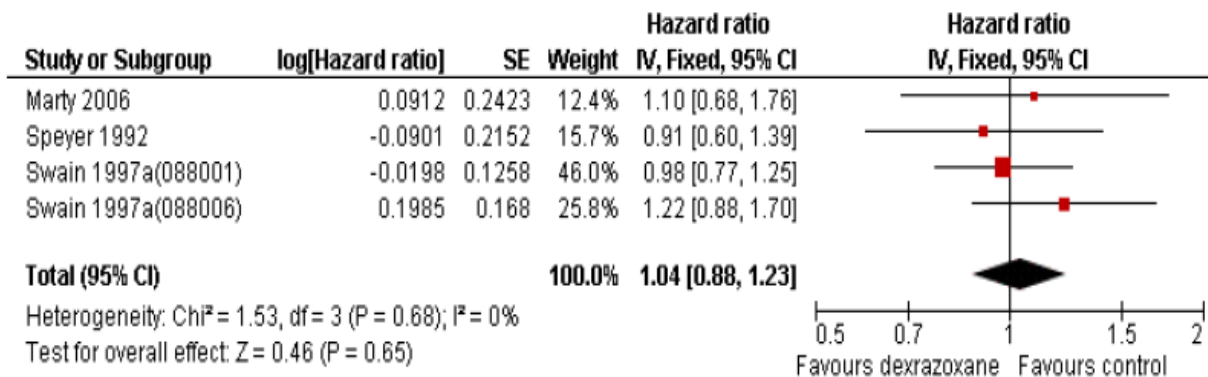 Hazard ratio Hazard ratio
Study or Subgroup log[Hazard ratio] SE Weight IV, Fixed, 95% CI IV, Fixed, 95% CI
Marty 2006 0.0912 0.2423 12.4% 1.10 [0.68, 1.76]
Speyer 1992 -0.0901 0.2152 15.7% 0.91 [0.60, 1.39]
Swain 1997a(088001) -0.0198 0.1258 46.0% 0.98 [0.77, 1.25]
Swain 1997a(088006) 0.1985 0.168 25.8% 1.22 [0.88, 1.70]
Total (95% CI) 100.0% 1.04 [0.88, 1.23]
Heterogeneity: Chi² = 1.53, df = 3 (P = 0.68); I² = 0%
Test for overall effect: Z = 0.46 (P = 0.65)
0.5 0.7 1 1.5 2
Favours dexrazoxane Favours control